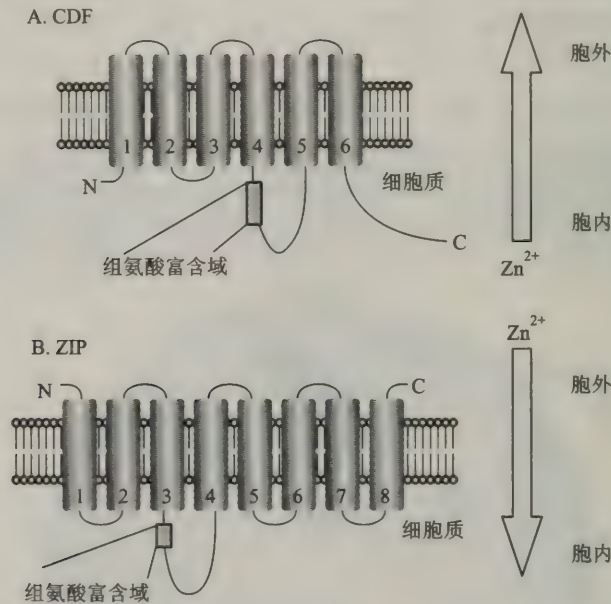 A. CDF
胞外
1 2 3 4 5 6
N
细胞质
组氨酸富含域
C
胞内
Zn²⁺
B. ZIP
Zn²⁺
N
C
胞外
1 2 3 4 5 6 7 8
细胞质
组氨酸富含域
胞内